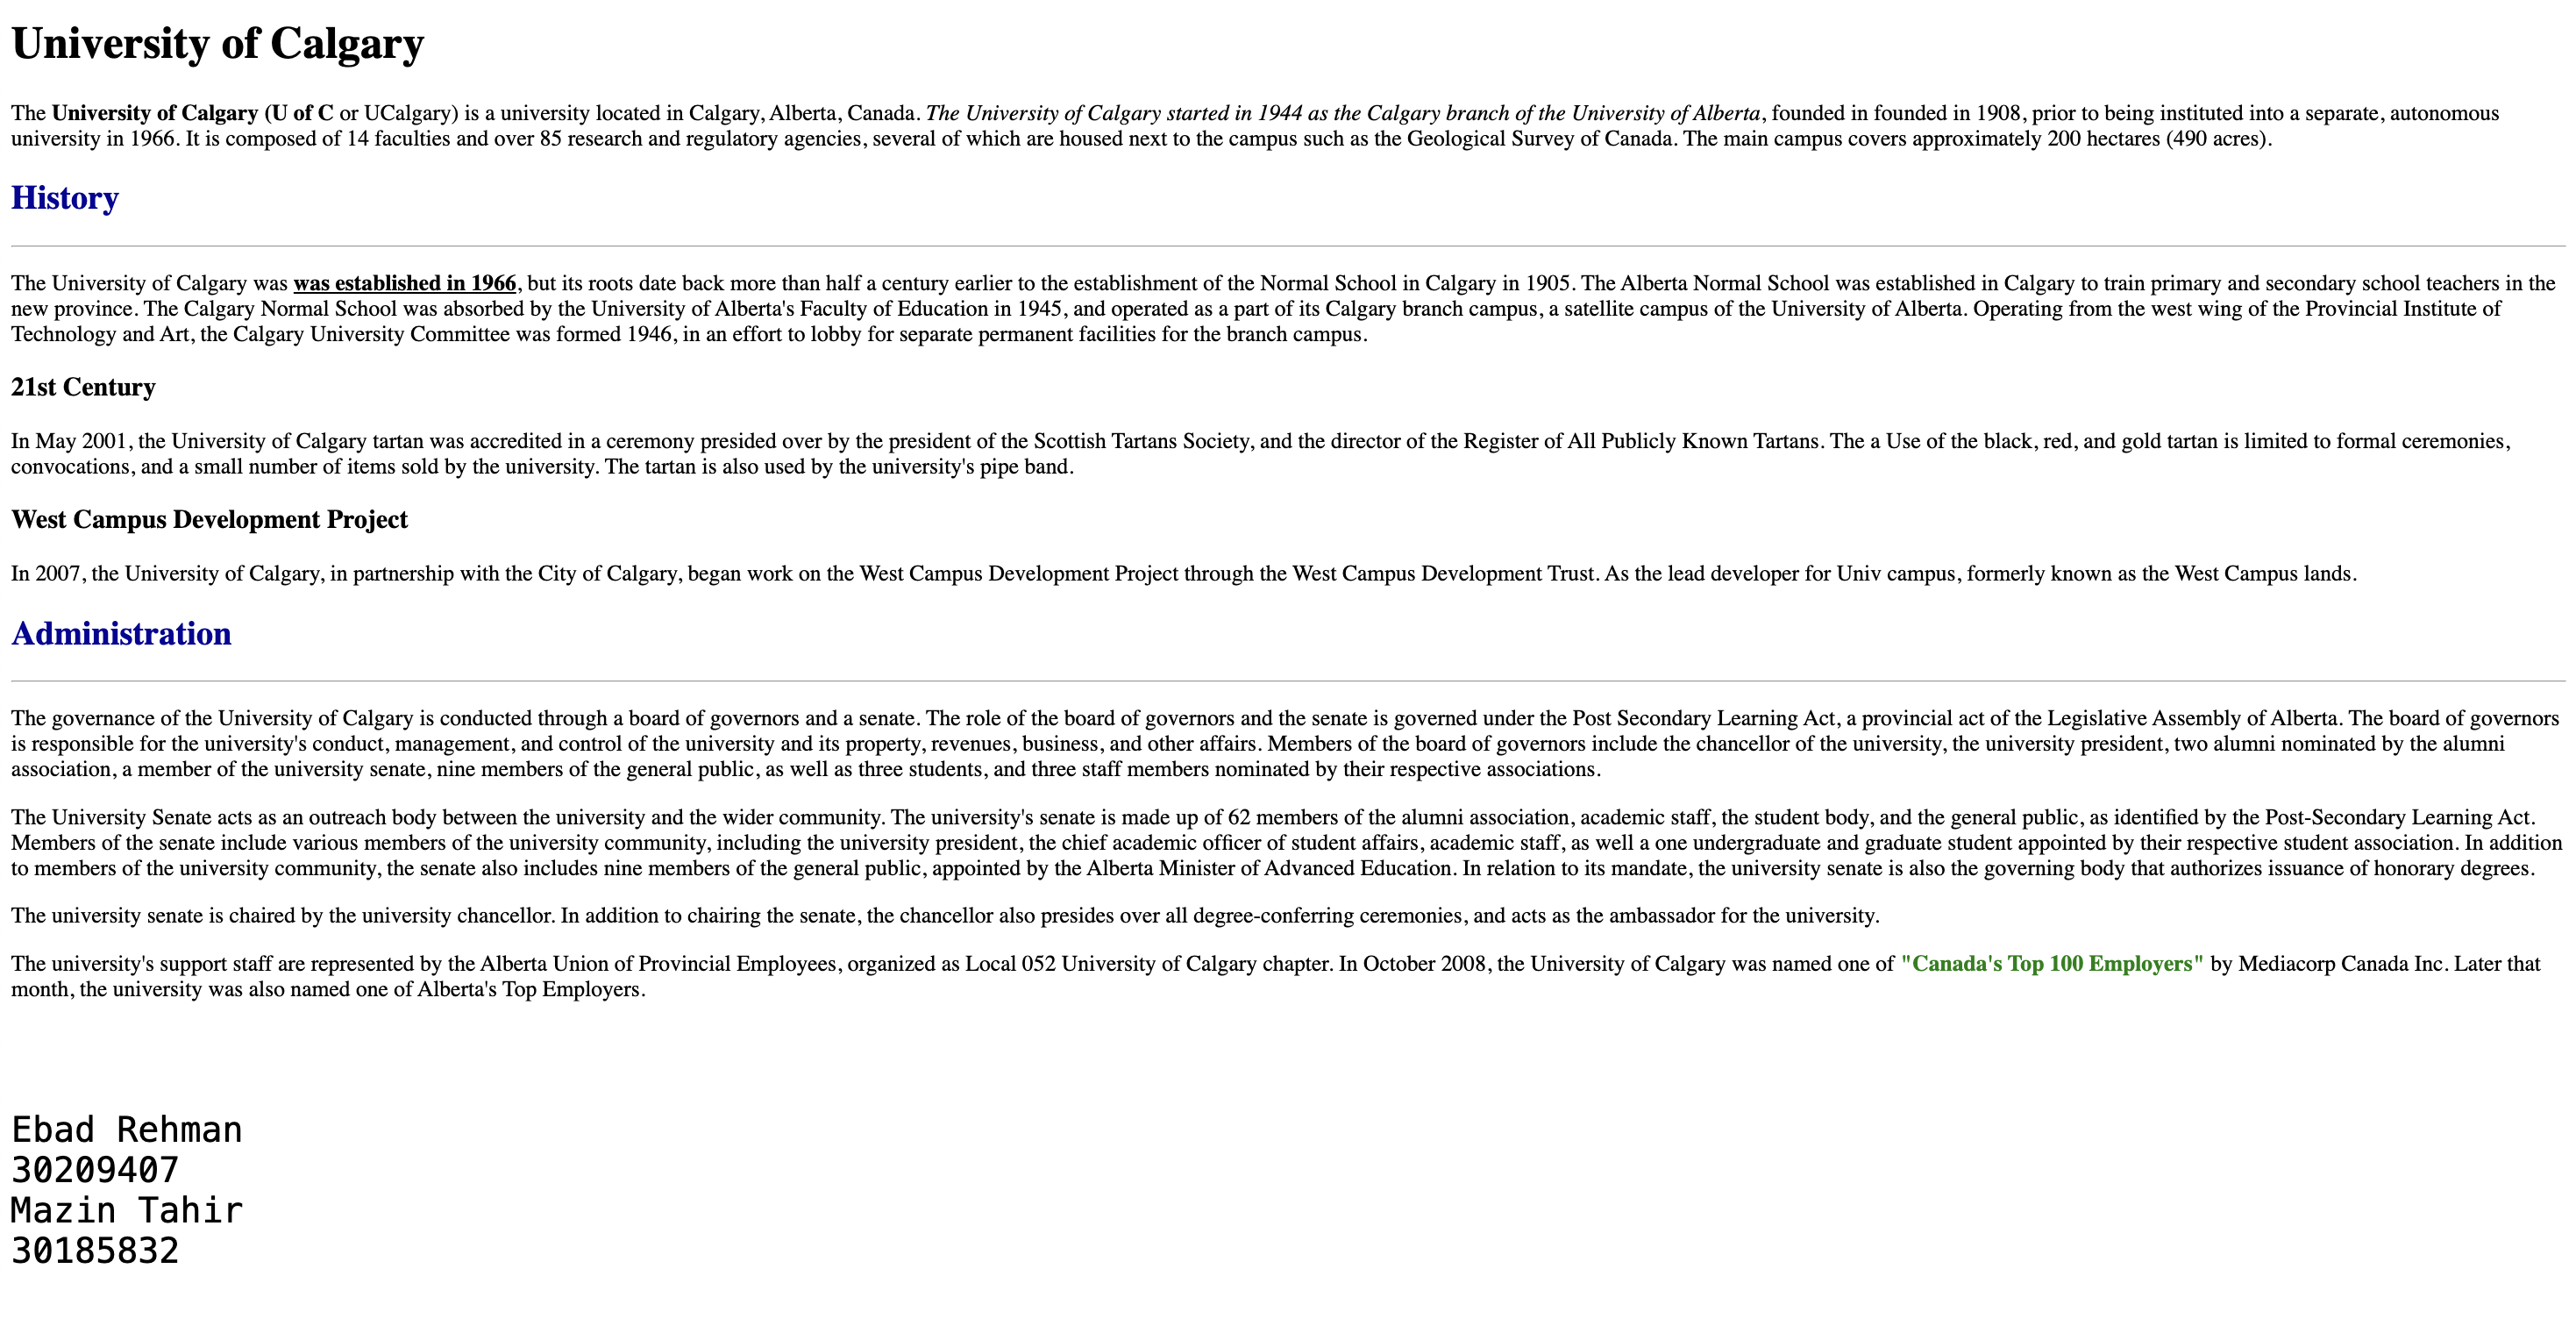 University of Calgary
The University of Calgary (U of C or UCalgary) is a university located in Calgary, Alberta, Canada. The University of Calgary started in 1944 as the Calgary branch of the University of Alberta, founded in founded in 1908, prior to being instituted into a separate, autonomous
university in 1966. It is composed of 14 faculties and over 85 research and regulatory agencies, several of which are housed next to the campus such as the Geological Survey of Canada. The main campus covers approximately 200 hectares (490 acres).
History
The University of Calgary was was established in 1966, but its roots date back more than half a century earlier to the establishment of the Normal School in Calgary in 1905. The Alberta Normal School was established in Calgary to train primary and secondary school teachers in the
new province. The Calgary Normal School was absorbed by the University of Alberta's Faculty of Education in 1945, and operated as a part of its Calgary branch campus, a satellite campus of the University of Alberta. Operating from the west wing of the Provincial Institute of
Technology and Art, the Calgary University Committee was formed 1946, in an effort to lobby for separate permanent facilities for the branch campus.
21st Century
In May 2001, the University of Calgary tartan was accredited in a ceremony presided over by the president of the Scottish Tartans Society, and the director of the Register of All Publicly Known Tartans. The a Use of the black, red, and gold tartan is limited to formal ceremonies,
convocations, and a small number of items sold by the university. The tartan is also used by the university's pipe band.
West Campus Development Project
In 2007, the University of Calgary, in partnership with the City of Calgary, began work on the West Campus Development Project through the West Campus Development Trust. As the lead developer for Univ campus, formerly known as the West Campus lands.
Administration
The governance of the University of Calgary is conducted through a board of governors and a senate. The role of the board of governors and the senate is governed under the Post Secondary Learning Act, a provincial act of the Legislative Assembly of Alberta. The board of governors
is responsible for the university's conduct, management, and control of the university and its property, revenues, business, and other affairs. Members of the board of governors include the chancellor of the university, the university president, two alumni nominated by the alumni
association, a member of the university senate, nine members of the general public, as well as three students, and three staff members nominated by their respective associations.
The University Senate acts as an outreach body between the university and the wider community. The university's senate is made up of 62 members of the alumni association, academic staff, the student body, and the general public, as identified by the Post-Secondary Learning Act.
Members of the senate include various members of the university community, including the university president, the chief academic officer of student affairs, academic staff, as well a one undergraduate and graduate student appointed by their respective student association. In addition
to members of the university community, the senate also includes nine members of the general public, appointed by the Alberta Minister of Advanced Education. In relation to its mandate, the university senate is also the governing body that authorizes issuance of honorary degrees.
The university senate is chaired by the university chancellor. In addition to chairing the senate, the chancellor also presides over all degree-conferring ceremonies, and acts as the ambassador for the university.
The university's support staff are represented by the Alberta Union of Provincial Employees, organized as Local 052 University of Calgary chapter. In October 2008, the University of Calgary was named one of "Canada's Top 100 Employers" by Mediacorp Canada Inc. Later that
month, the university was also named one of Alberta's Top Employers.
Ebad Rehman
30209407
Mazin Tahir
30185832